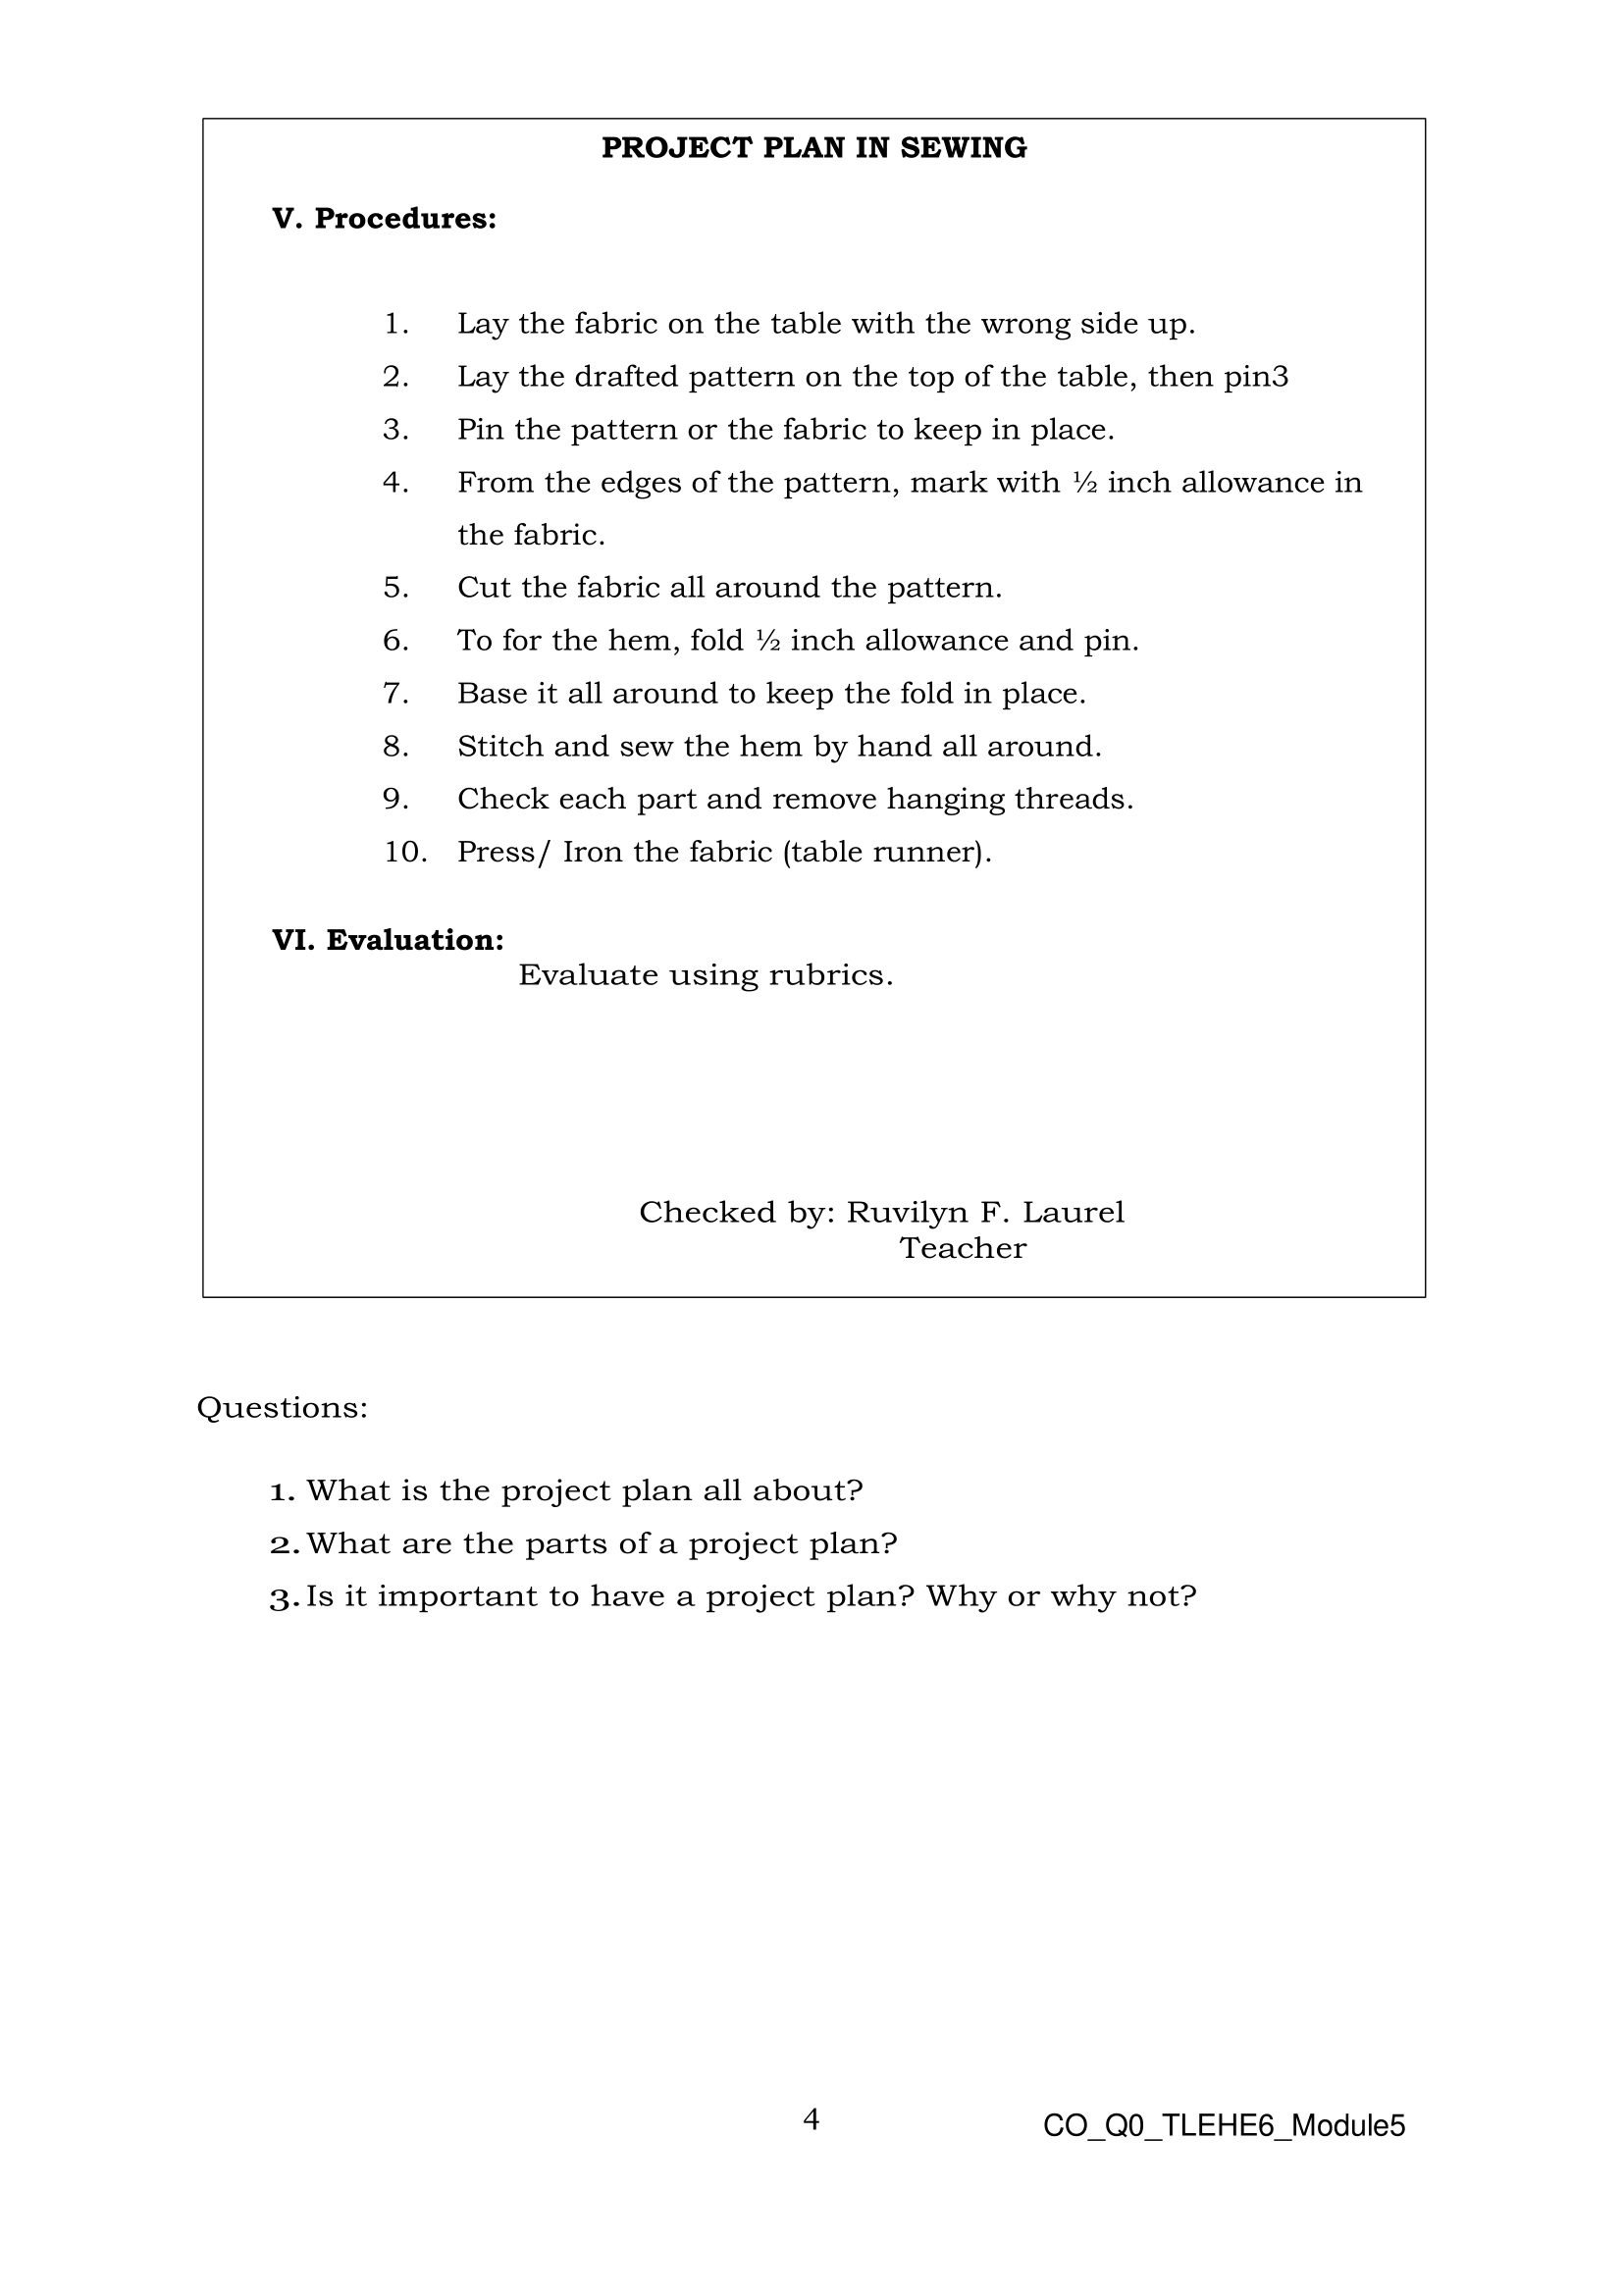 PROJECT PLAN IN SEWING
V. Procedures:
1. Lay the fabric on the table with the wrong side up.
2. Lay the drafted pattern on the top of the table, then pin3
3. Pin the pattern or the fabric to keep in place.
4. From the edges of the pattern, mark with ½ inch allowance in
the fabric.
5. Cut the fabric all around the pattern.
6. To for the hem, fold ½ inch allowance and pin.
7. Base it all around to keep the fold in place.
8. Stitch and sew the hem by hand all around.
9. Check each part and remove hanging threads.
10. Press/ Iron the fabric (table runner).
VI. Evaluation:
Evaluate using rubrics.
Checked by: Ruvilyn F. Laurel
Teacher
Questions:
1. What is the project plan all about?
2. What are the parts of a project plan?
3. Is it important to have a project plan? Why or why not?
4
CO_Q0_TLEHE6_Module5